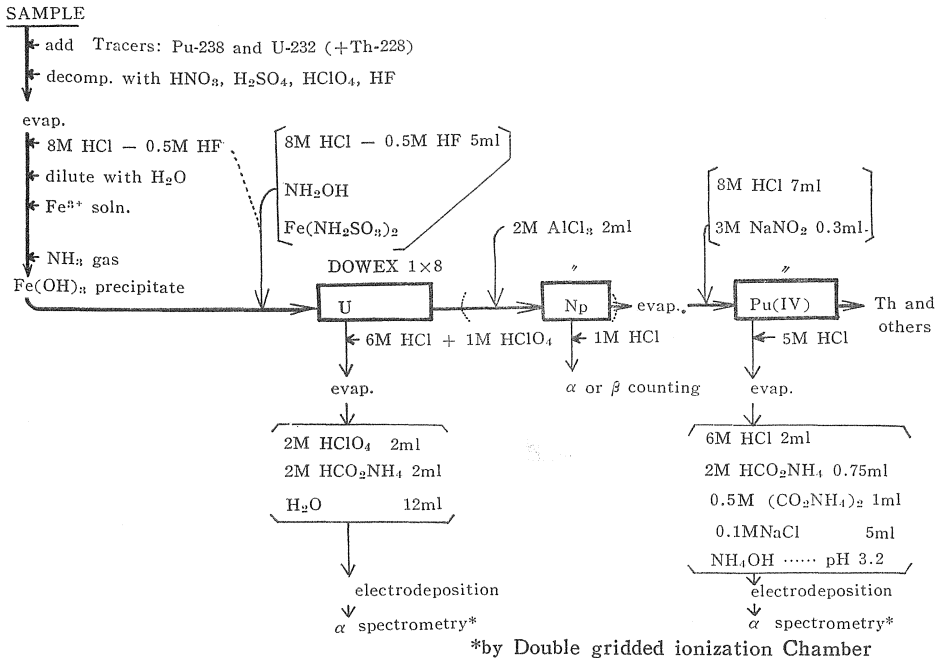 SAMPLE
add Tracers: Pu-238 and U-232 (+Th-228)
decomp. with HNO₃, H₂SO₄, HClO₄, HF
evap.
8M HCl – 0.5M HF
dilute with H₂O
Fe³⁺ soln.
NH₃ gas
Fe(OH)₃ precipitate
8M HCl – 0.5M HF 5ml
NH₂OH
Fe(NH₂SO₃)₂
DOWEX 1×8
U
2M AlCl₃ 2ml
〃
Np
evap.
8M HCl 7ml
3M NaNO₂ 0.3ml
〃
Pu(IV)
Th and
others
6M HCl + 1M HClO₄
evap.
2M HClO₄ 2ml
2M HCO₂NH₄ 2ml
H₂O 12ml
electrodeposition
α spectrometry*
1M HCl
α or β counting
5M HCl
evap.
6M HCl 2ml
2M HCO₂NH₄ 0.75ml
0.5M (CO₂NH₄)₂ 1ml
0.1MNaCl 5ml
NH₄OH ······ pH 3.2
electrodeposition
α spectrometry*
*by Double gridded ionization Chamber